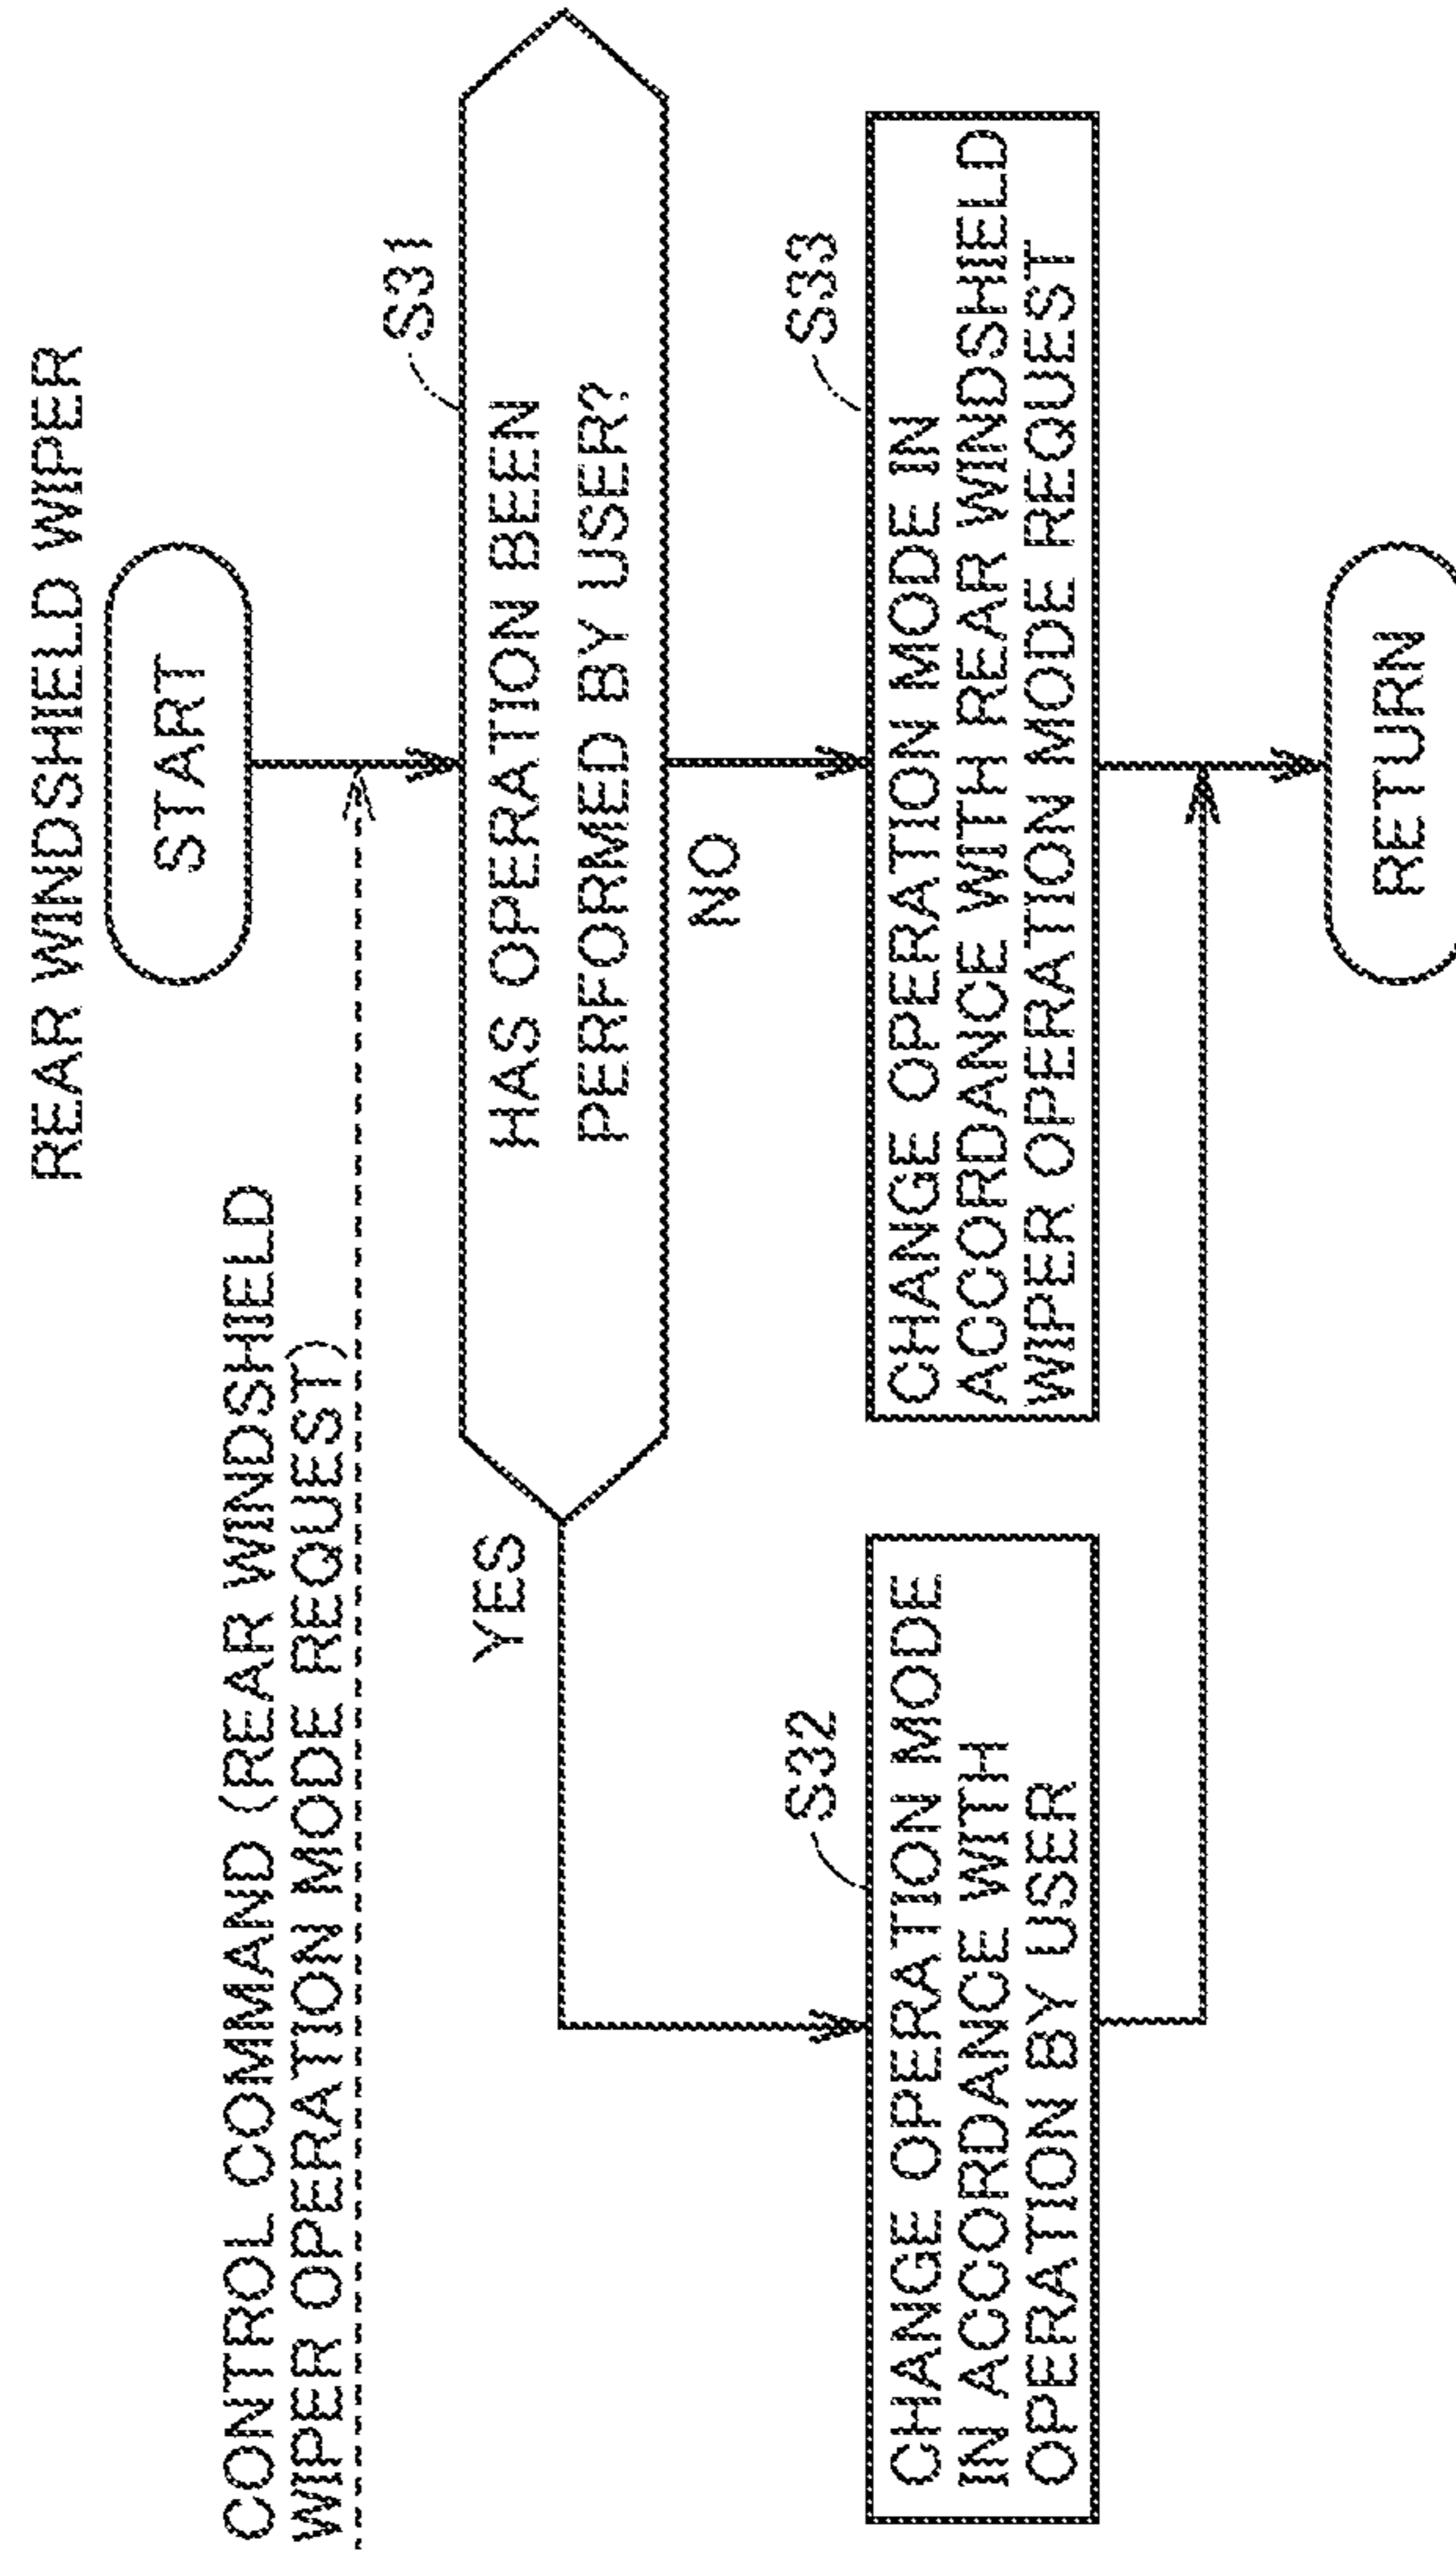 REAR WINDSHIELD WIPER
START
CONTROL COMMAND (REAR WINDSHIELD
WIPER OPERATION MODE REQUEST)
S31
HAS OPERATION BEEN
PERFORMED BY USER?
YES
NO
S32
CHANGE OPERATION MODE
IN ACCORDANCE WITH
OPERATION BY USER
S33
CHANGE OPERATION MODE IN
ACCORDANCE WITH REAR WINDSHIELD
WIPER OPERATION MODE REQUEST
RETURN